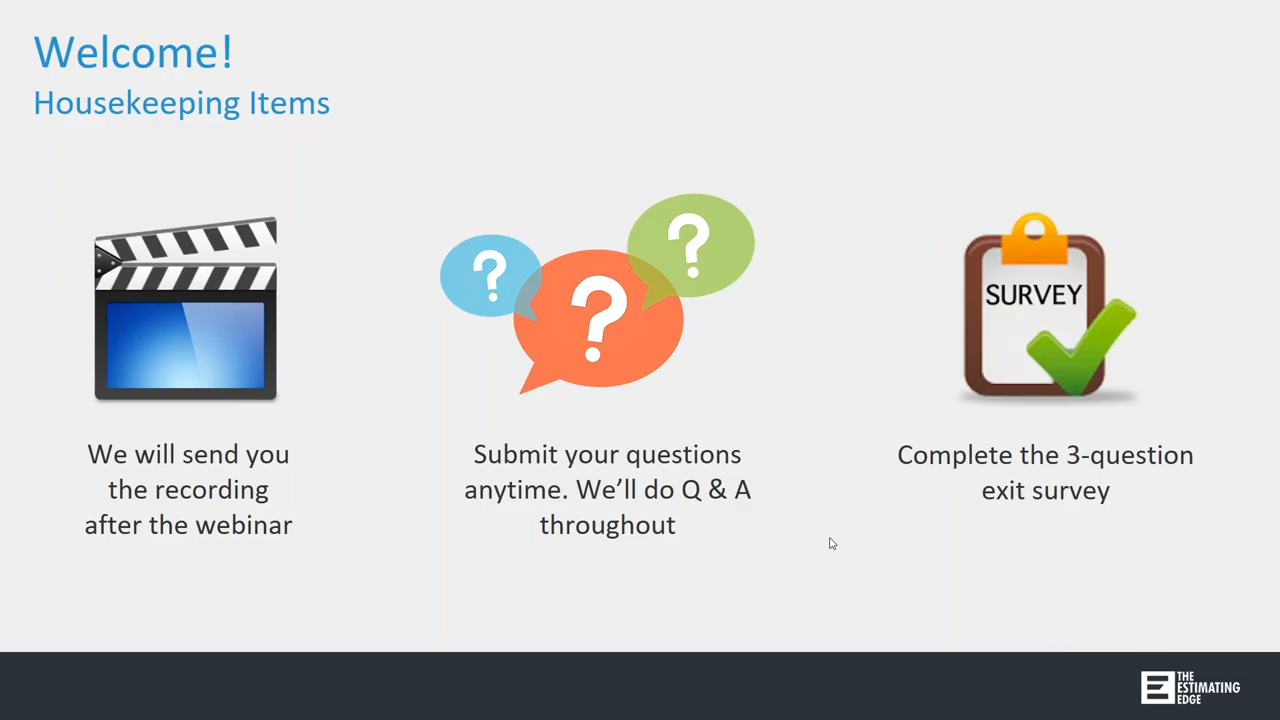 Welcome!
Housekeeping Items
?
?
?
SURVEY
We will send you
the recording
after the webinar
Submit your questions
anytime. We’ll do Q & A
throughout
Complete the 3-question
exit survey
THE
ESTIMATING
EDGE